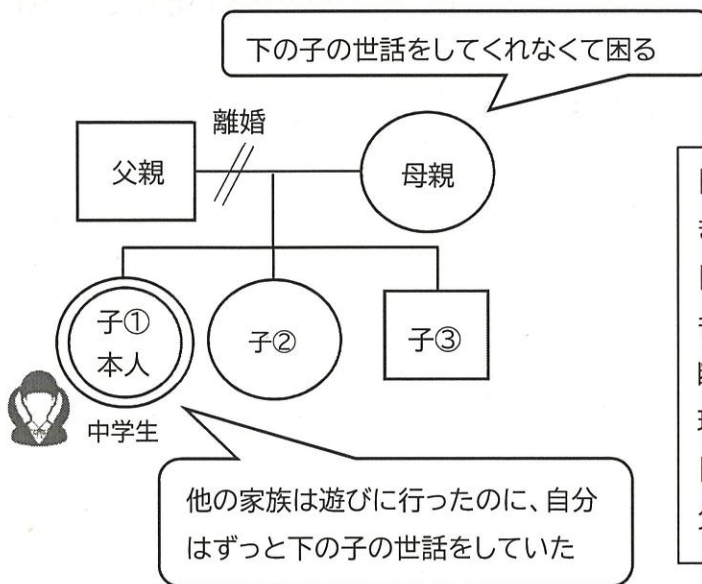 下の子の世話をしてくれなくて困る
離婚
父親
母親
子①
本人
子②
子③
中学生
他の家族は遊びに行ったのに、自分
はずっと下の子の世話をしていた